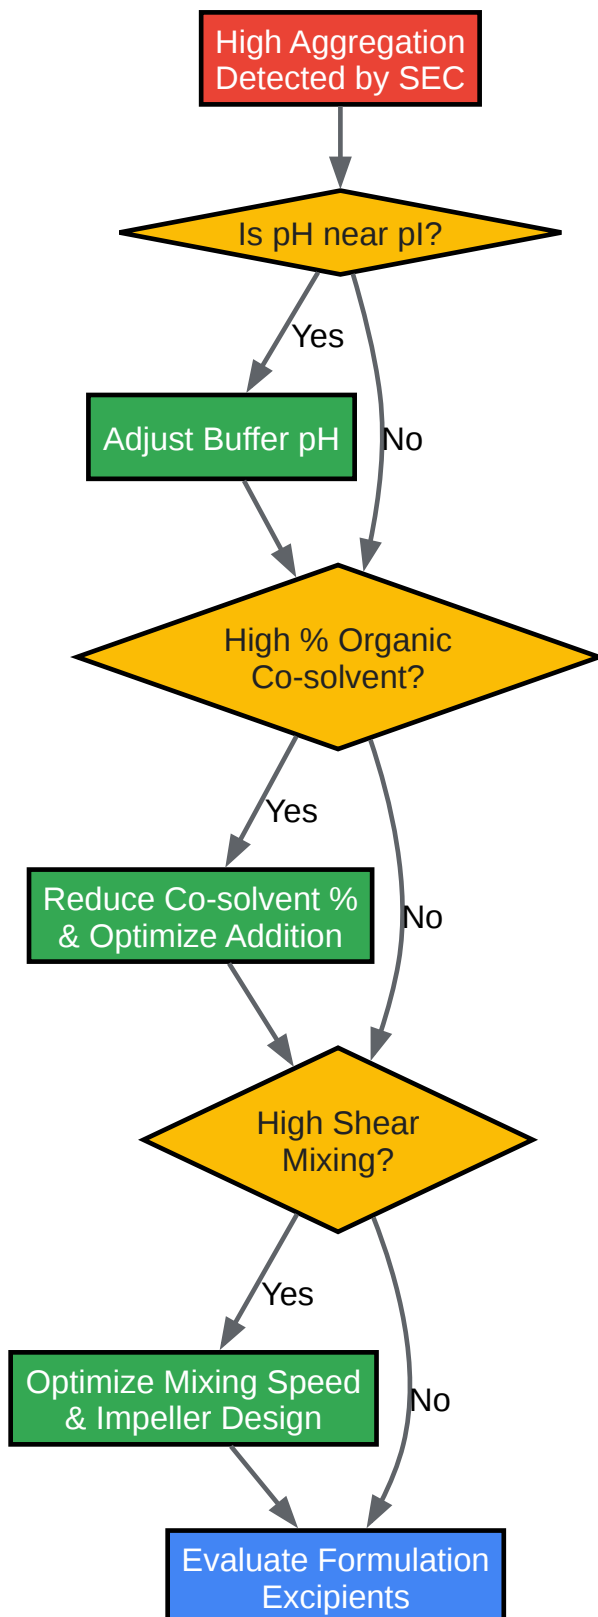 High Aggregation
Detected by SEC
Is pH near pI?
Yes
Adjust Buffer pH
No
High % Organic
Co-solvent?
Yes
Reduce Co-solvent %
& Optimize Addition
No
High Shear
Mixing?
Yes
Optimize Mixing Speed
& Impeller Design
No
Evaluate Formulation
Excipients